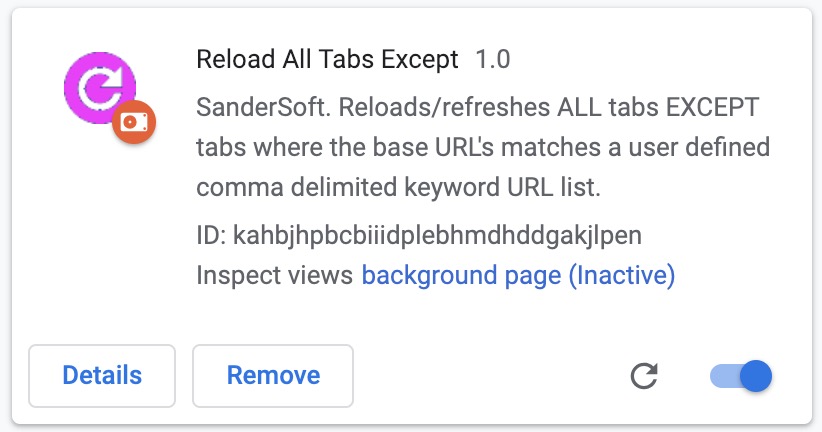 Reload All Tabs Except 1.0
SanderSoft. Reloads/refreshes ALL tabs EXCEPT
tabs where the base URL's matches a user defined
comma delimited keyword URL list.
ID: kahbjhpbcbiiidplebhmdhddgakjlpen
Inspect views background page (Inactive)
Details Remove